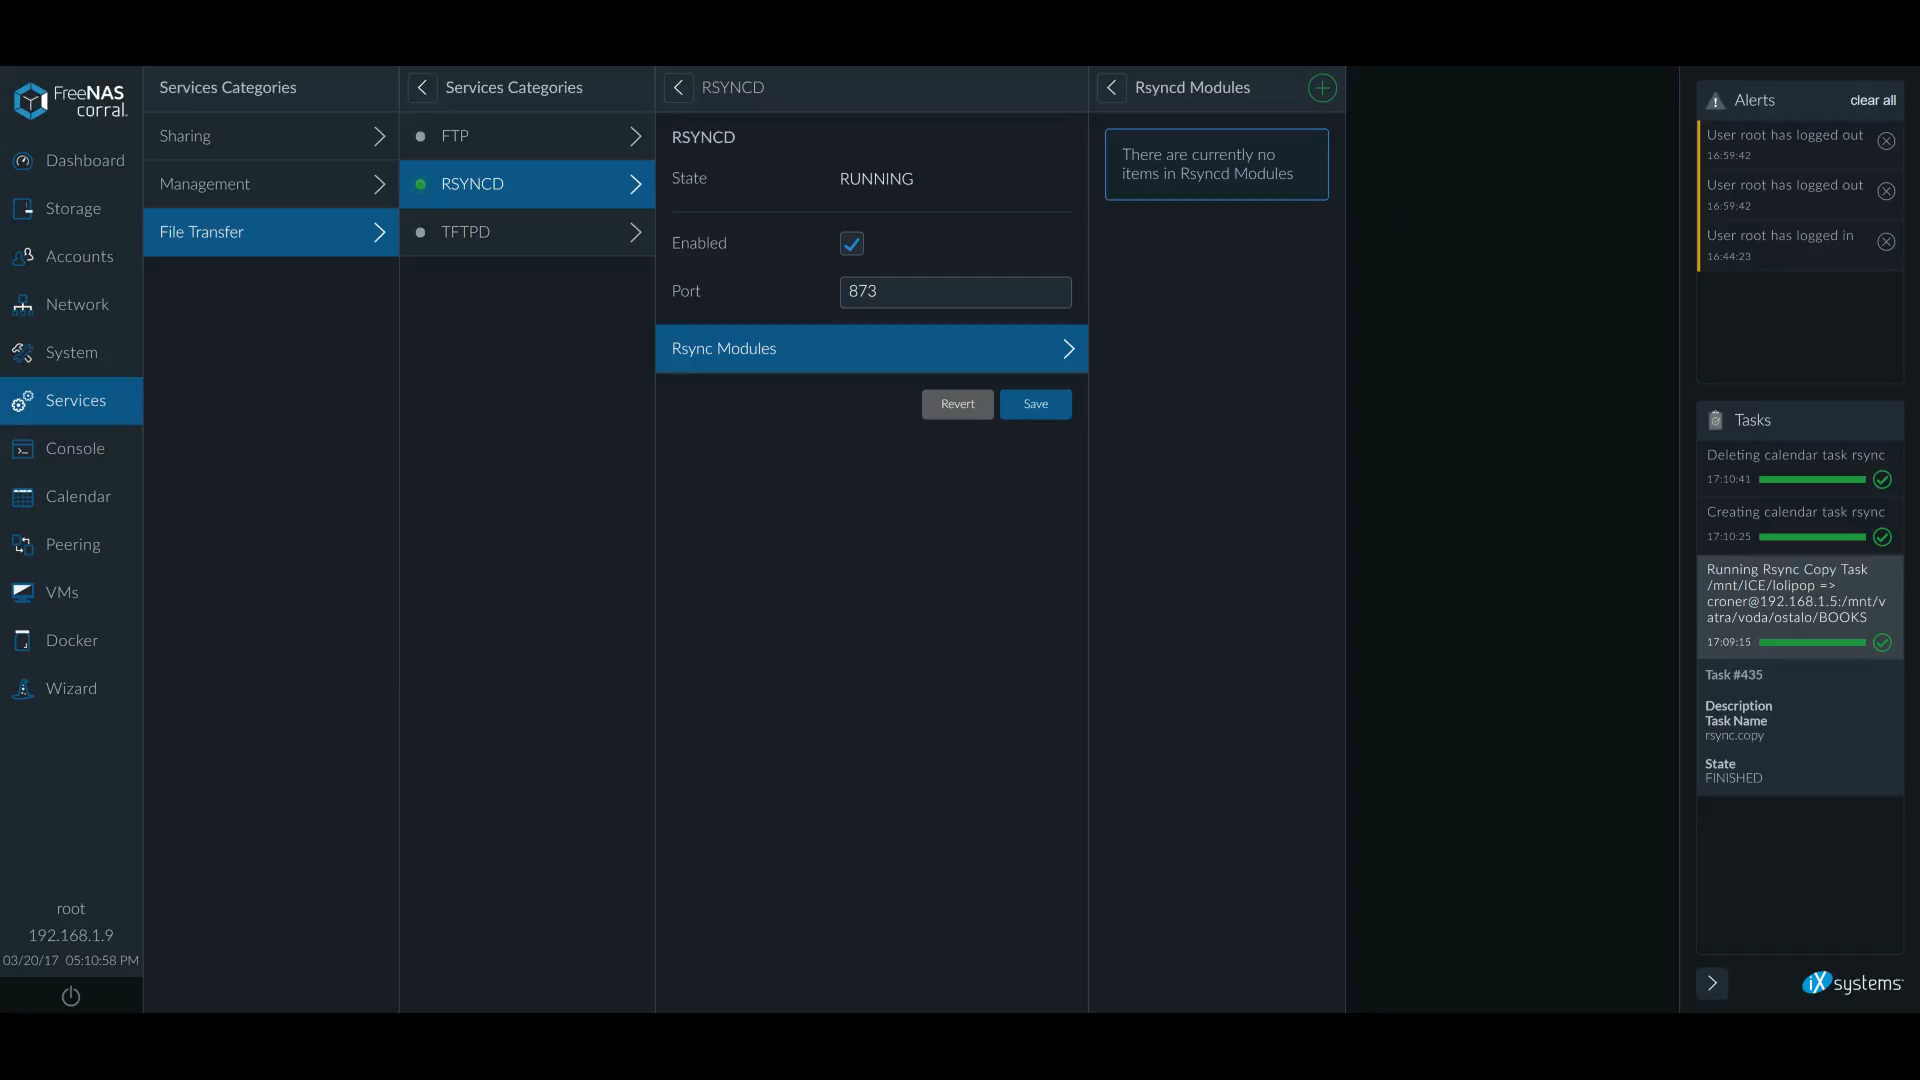 FreeNAS
corral.
Dashboard
Storage
Accounts
Network
System
Services
Console
Calendar
Peering
VMs
Docker
Wizard
root
192.168.1.9
03/20/17 05:10:58 PM
Services Categories
Sharing
Management
File Transfer
Services Categories
FTP
RSYNCD
TFTPD
RSYNCD
RSYNCD
State RUNNING
Enabled
Port 873
Rsync Modules
Revert Save
Rsyncd Modules
There are currently no
items in Rsyncd Modules
Alerts clear all
User root has logged out
16:59:42
User root has logged out
16:59:42
User root has logged in
16:44:23
Tasks
Deleting calendar task rsync
17:10:41
Creating calendar task rsync
17:10:25
Running Rsync Copy Task
/mnt/ICE/lolipop =>
croner@192.168.1.5:/mnt/v
atra/voda/ostalo/BOOKS
17:09:15
Task #435
Description
Task Name
rsync.copy
State
FINISHED
iXsystems